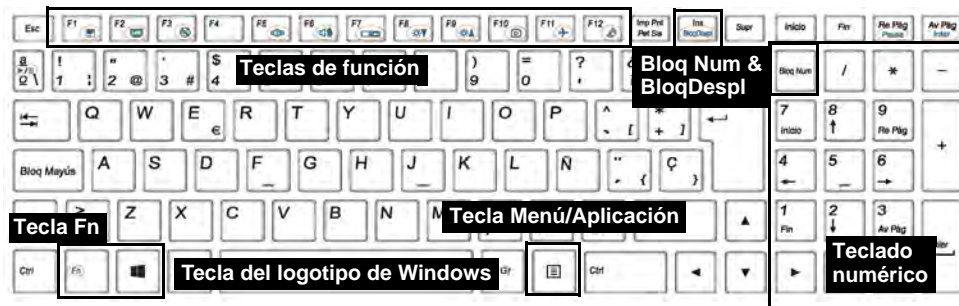 Esc F1 F2 F3 F4 F5 F6 F7 F8 F9 F10 F11 F12 Imp Pnt Pet Sis Ins BloqDespl Supr Inicio Fin Re Pág Pausa Av Pág Inter
Teclas de función
Bloq Num &
BloqDespl
ª º \ ! 1 " 2 @ · 3 # $ 4 ) 9 = 0 ? ' Bloq Num / * -
Q W E € R T Y U I O P ^ ` [ * + ] 7 Inicio 8 ↑ 9 Re Pág +
Bloq Mayús A S D F G H J K L Ñ ¨ ´ { Ç } 4 ← 5 6 →
Tecla Fn
> Z X C V B N M
Tecla Menú/Aplicación
▲ 1 Fin 2 ↓ 3 Av Pág
Teclado
numérico
Ctrl Fn
Tecla del logotipo de Windows
Gr Ctrl ◄ ▼ ►